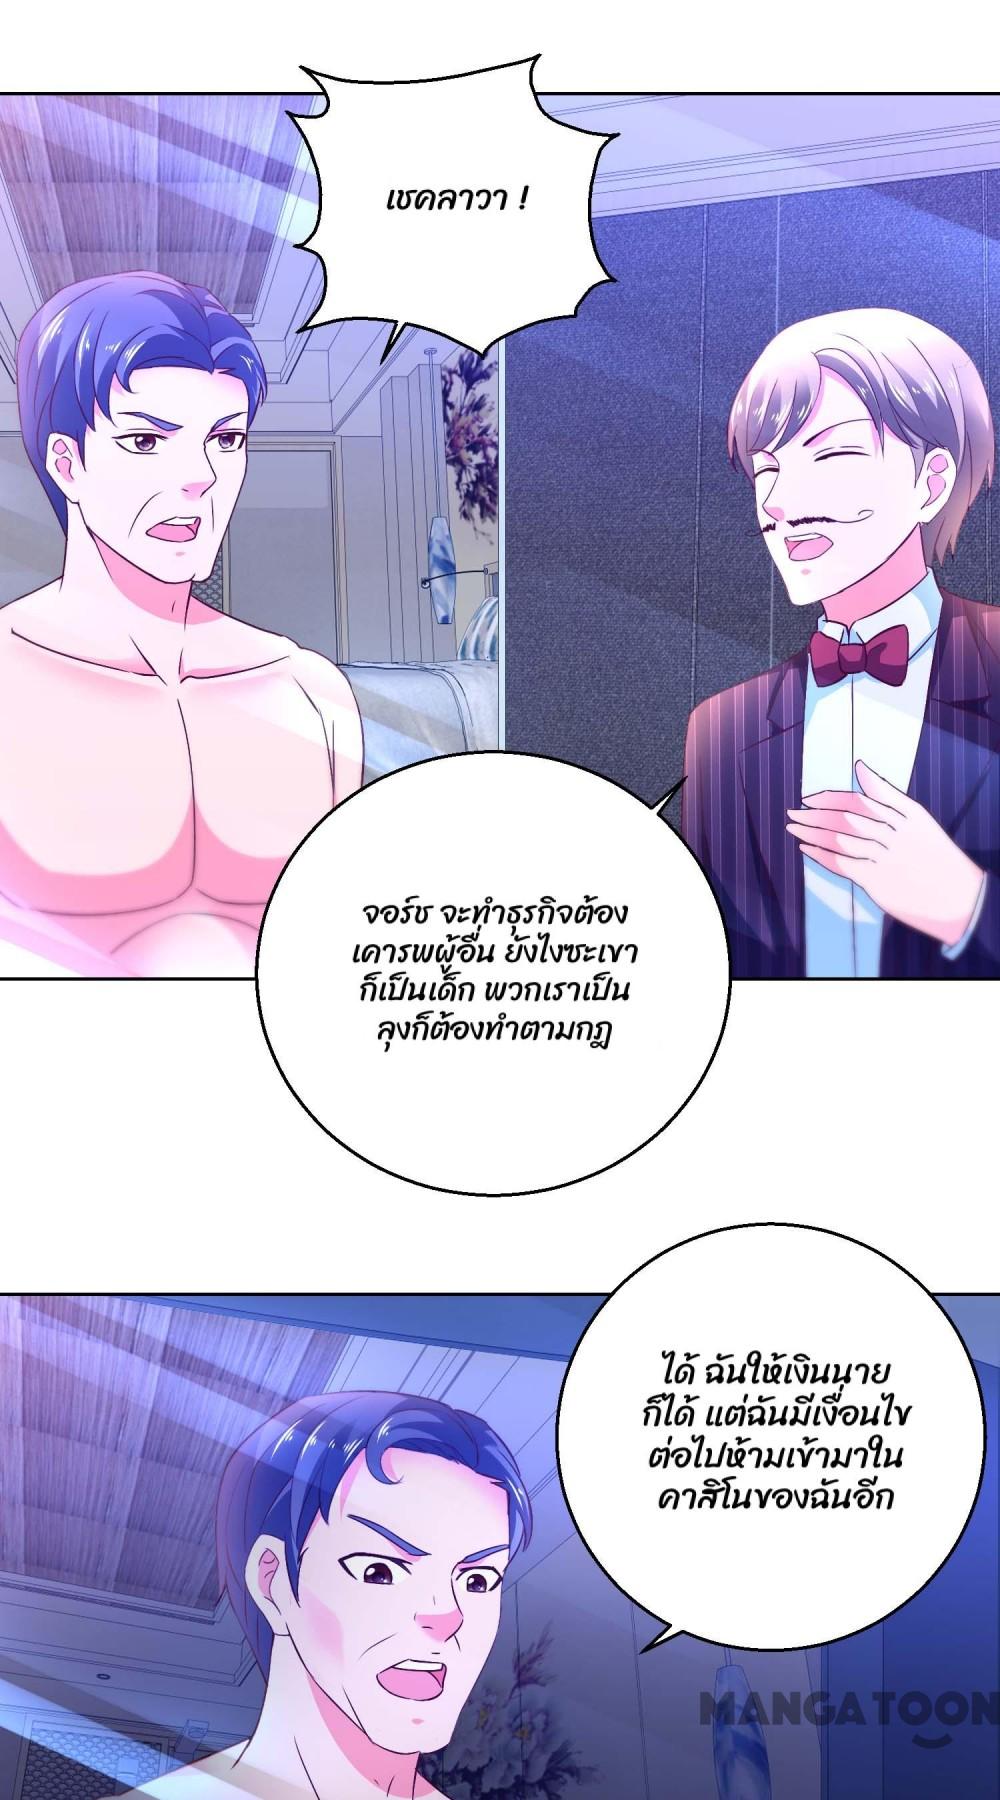 เชคลาวา !
จอร์ช จะทำธุรกิจต้อง
เคารพผู้อื่น ยังไงซะเขา
ก็เป็นเด็ก พวกเราเป็น
ลุงก็ต้องทำตามกฎ
ได้ ฉันให้เงินนาย
ก็ได้ แต่ฉันมีเงื่อนไข
ต่อไปห้ามเข้ามาใน
คาสิโนของฉันอีก
MANGATOON